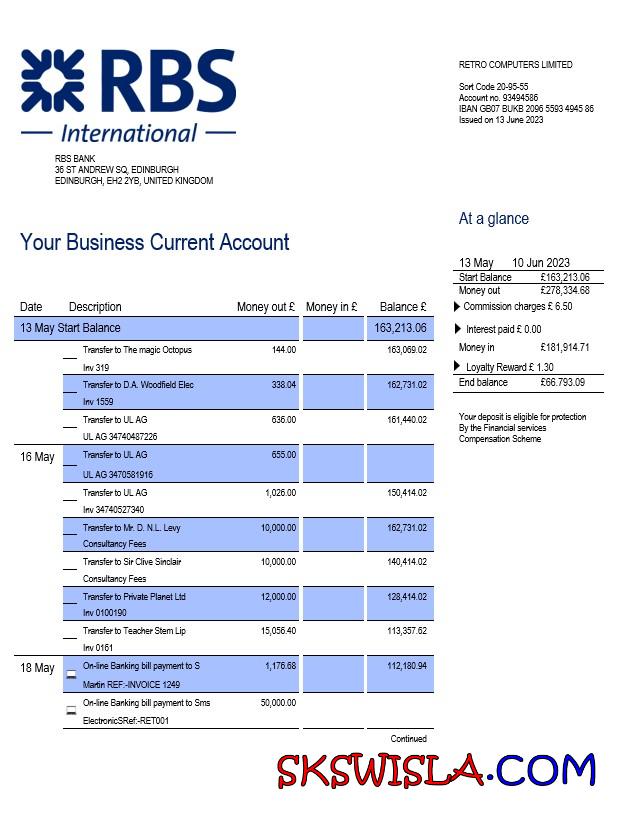 RBS
International
RBS BANK
36 ST ANDREW SQ, EDINBURGH
EDINBURGH, EH2 2YB, UNITED KINGDOM
RETRO COMPUTERS LIMITED
Sort Code 20-95-55
Account no. 93494586
IBAN GB07 BUKB 2096 5593 4945 86
Issued on 13 June 2023
Your Business Current Account
At a glance
13 May 10 Jun 2023
Start Balance £163,213.06
Money out £278,334.68
Commission charges £ 6.50
Interest paid £ 0.00
Money in £181,914.71
Loyalty Reward £ 1.30
End balance £66.793.09
Your deposit is eligible for protection
By the Financial services
Compensation Scheme
Date Description Money out £ Money in £ Balance £
13 May Start Balance 163,213.06
Transfer to The magic Octopus 144.00 163,069.02
Inv 319
Transfer to D.A. Woodfield Elec 338.04 162,731.02
Inv 1559
Transfer to UL AG 636.00 161,440.02
UL AG 34740487226
16 May Transfer to UL AG 655.00
UL AG 3470581916
Transfer to UL AG 1,026.00 150,414.02
Inv 34740527340
Transfer to Mr. D. N.L. Levy 10,000.00 162,731.02
Consultancy Fees
Transfer to Sir Clive Sinclair 10,000.00 140,414.02
Consultancy Fees
Transfer to Private Planet Ltd 12,000.00 128,414.02
Inv 0100190
Transfer to Teacher Stem Lip 15,056.40 113,357.62
Inv 0161
18 May On-line Banking bill payment to S 1,176.68 112,180.94
Martin REF:-INVOICE 1249
On-line Banking bill payment to Sms 50,000.00
ElectronicSRef:-RET001
Continued
SKSWISLA.COM